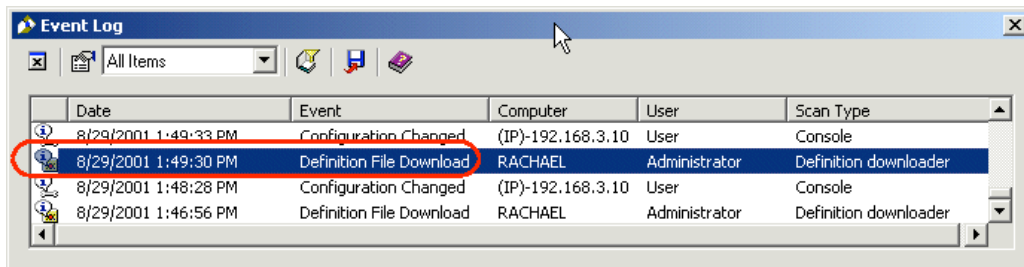 Event Log
All Items
Date Event Computer User Scan Type
8/29/2001 1:49:33 PM Configuration Changed (IP)-192.168.3.10 User Console
8/29/2001 1:49:30 PM Definition File Download RACHAEL Administrator Definition downloader
8/29/2001 1:48:28 PM Configuration Changed (IP)-192.168.3.10 User Console
8/29/2001 1:46:56 PM Definition File Download RACHAEL Administrator Definition downloader